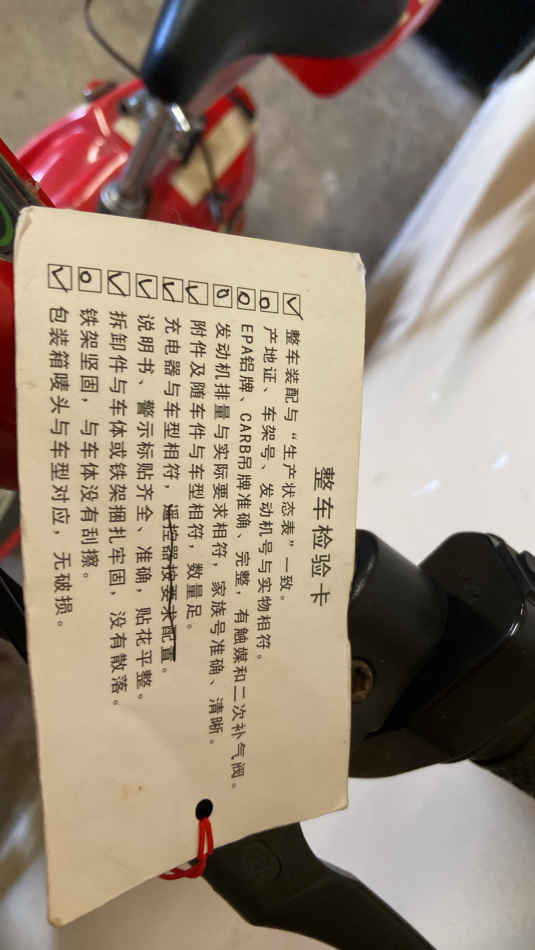 整车检验卡
☑ 整车装配与“生产状态表”一致。
☐ 产地证、车架号、发动机号与实物相符。
☐ EPA铝牌、CARB吊牌准确、完整，有触媒和二次补气阀。
☐ 发动机排量与实际要求相符，家族号准确、清晰。
☑ 附件及随车件与车型相符，数量足。
☑ 充电器与车型相符，遥控器按要求配置。
☑ 说明书、警示标贴齐全、准确，贴花平整。
☑ 拆卸件与车体或铁架捆扎牢固，没有散落。
☐ 铁架坚固，与车体没有刮擦。
☑ 包装箱唛头与车型对应，无破损。